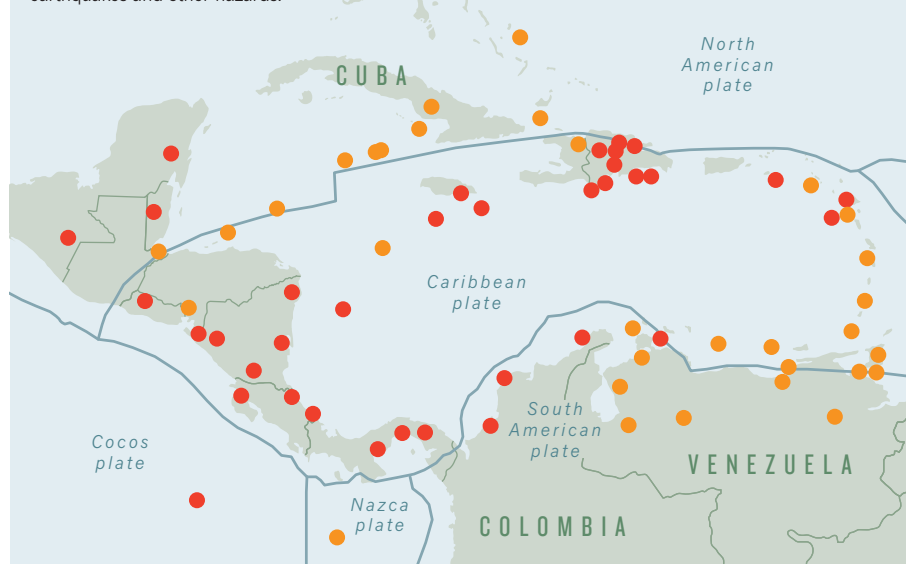 CUBA
North
American
plate
Caribbean
plate
Cocos
plate
South
American
plate
VENEZUELA
Nazca
plate
COLOMBIA